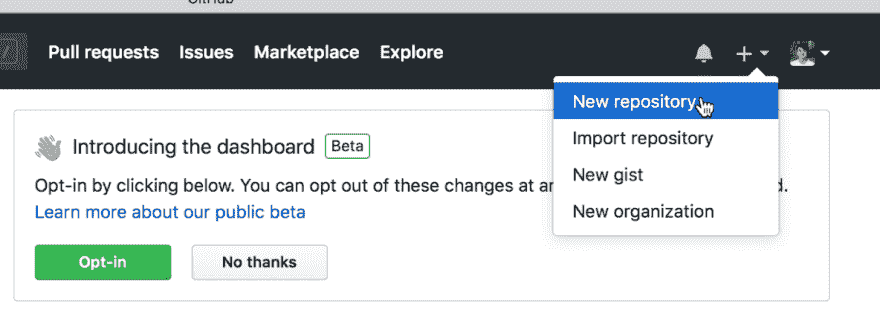 GitHub
Pull requests Issues Marketplace Explore
New repository
Import repository
New gist
New organization
Introducing the dashboard Beta
Opt-in by clicking below. You can opt out of these changes at
Learn more about our public beta
Opt-in No thanks